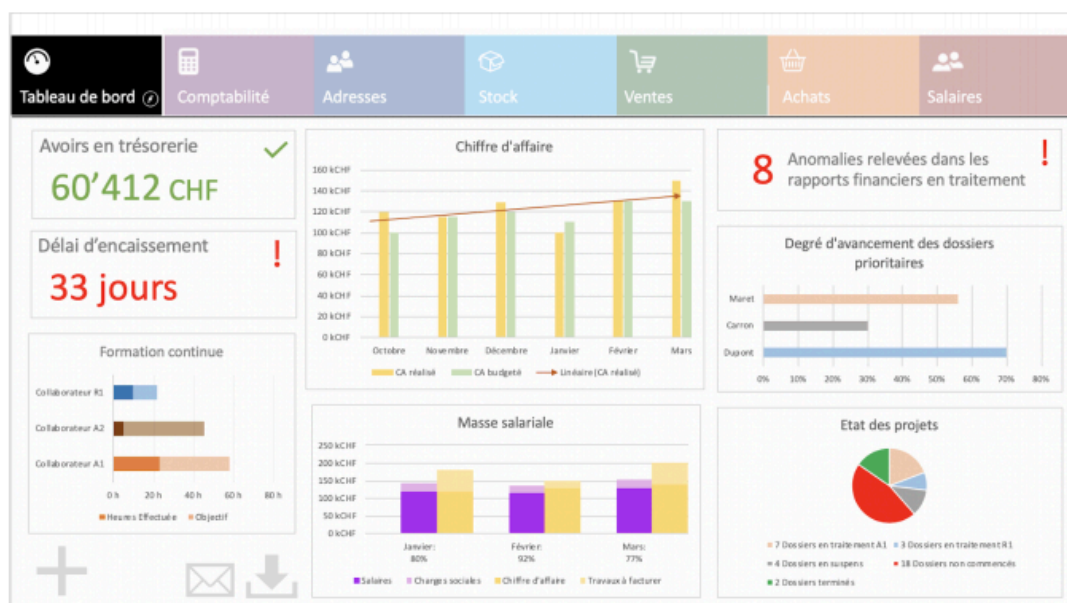 Tableau de bord
Comptabilité
Adresses
Stock
Ventes
Achats
Salaires
Avoirs en trésorerie
60’412 CHF
Délai d’encaissement
!
33 jours
Formation continue
Collaborateur R1
Collaborateur A2
Collaborateur A1
0 h
20 h
40 h
60 h
80 h
Heures Effectuée
Objectif
Chiffre d'affaire
160 kCHF
140 kCHF
120 kCHF
100 kCHF
80 kCHF
60 kCHF
40 kCHF
20 kCHF
0 kCHF
Octobre
Novembre
Décembre
Janvier
Février
Mars
CA réalisé
CA budgeté
Linéaire (CA réalisé)
Masse salariale
250 kCHF
200 kCHF
150 kCHF
100 kCHF
50 kCHF
0 kCHF
Janvier:
80%
Février:
92%
Mars:
77%
Salaires
Charges sociales
Chiffre d'affaire
Travaux à facturer
8
Anomalies relevées dans les
rapports financiers en traitement
!
Degré d'avancement des dossiers
prioritaires
Maret
Carron
Dupont
0%
10%
20%
30%
40%
50%
60%
70%
80%
Etat des projets
7 Dossiers en traitement A1
3 Dossiers en traitement R1
4 Dossiers en suspens
18 Dossiers non commencés
2 Dossiers terminés